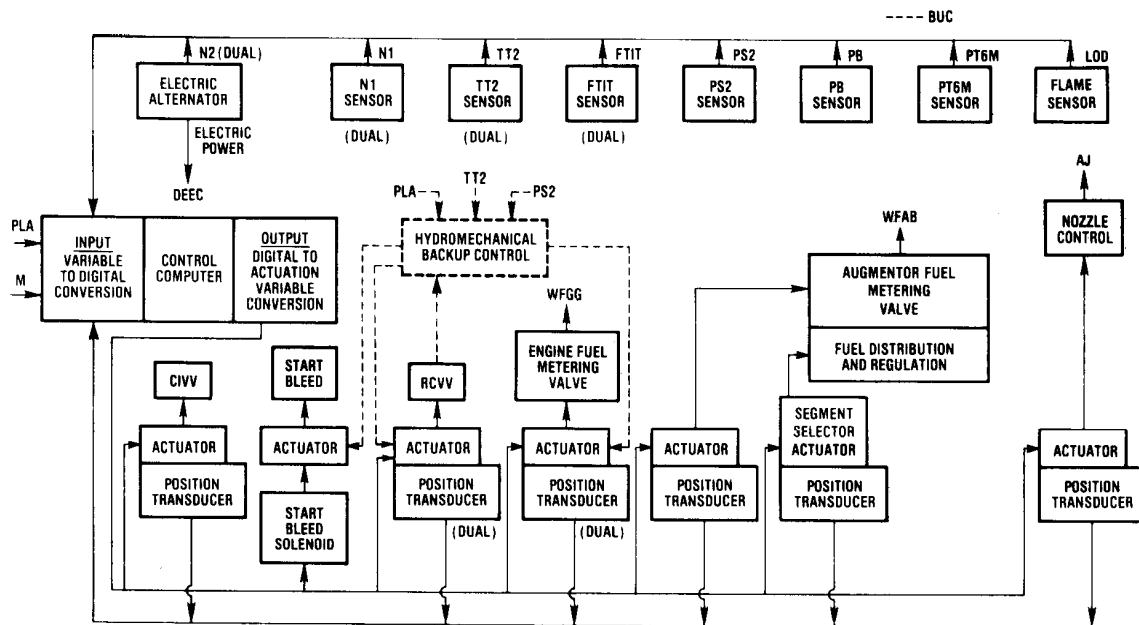 ---- BUC
N2 (DUAL)
N1
TT2
FTIT
PS2
PB
PT6M
LOD
ELECTRIC
ALTERNATOR
N1
SENSOR
(DUAL)
TT2
SENSOR
(DUAL)
FTIT
SENSOR
(DUAL)
PS2
SENSOR
PB
SENSOR
PT6M
SENSOR
FLAME
SENSOR
ELECTRIC
POWER
DEEC
PLA
M
INPUT
VARIABLE
TO DIGITAL
CONVERSION
CONTROL
COMPUTER
OUTPUT
DIGITAL TO
ACTUATION
VARIABLE
CONVERSION
PLA
TT2
PS2
HYDROMECHANICAL
BACKUP CONTROL
WFGG
WFAB
AJ
NOZZLE
CONTROL
AUGMENTOR FUEL
METERING
VALVE
FUEL DISTRIBUTION
AND REGULATION
CIVV
START
BLEED
RCVV
ENGINE FUEL
METERING
VALVE
ACTUATOR
POSITION
TRANSDUCER
ACTUATOR
START
BLEED
SOLENOID
ACTUATOR
POSITION
TRANSDUCER
(DUAL)
ACTUATOR
POSITION
TRANSDUCER
(DUAL)
ACTUATOR
POSITION
TRANSDUCER
SEGMENT
SELECTOR
ACTUATOR
POSITION
TRANSDUCER
ACTUATOR
POSITION
TRANSDUCER